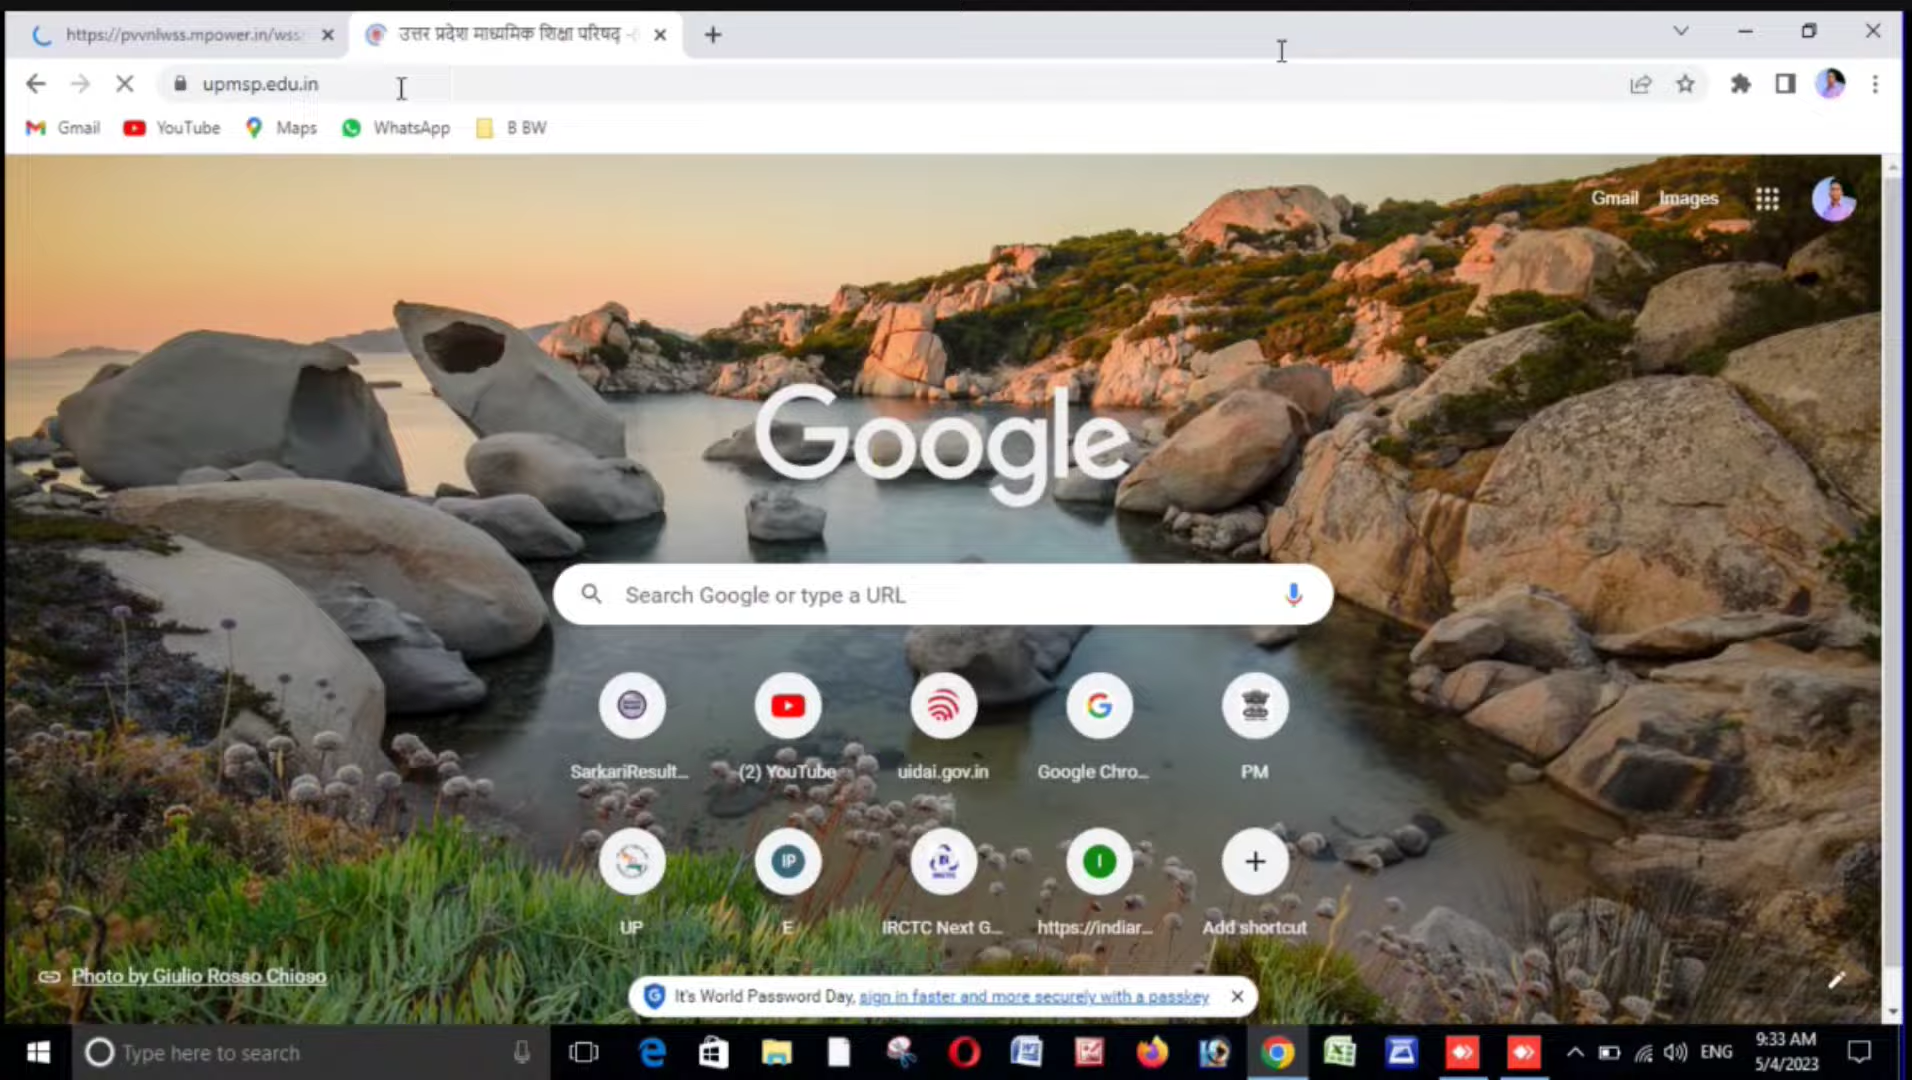 https://pvvnlwss.mpower.in/wss
उत्तर प्रदेश माध्यमिक शिक्षा परिषद्
upmsp.edu.in
Gmail YouTube Maps WhatsApp B BW
Gmail Images
Google
Search Google or type a URL
SarkariResult... (2) YouTube uidai.gov.in Google Chro... PM
IP I
UP E IRCTC Next G... https://indiar... Add shortcut
Photo by Giulio Rosso Chioso
It's World Password Day, sign in faster and more securely with a passkey
Type here to search
ENG
9:33 AM
5/4/2023